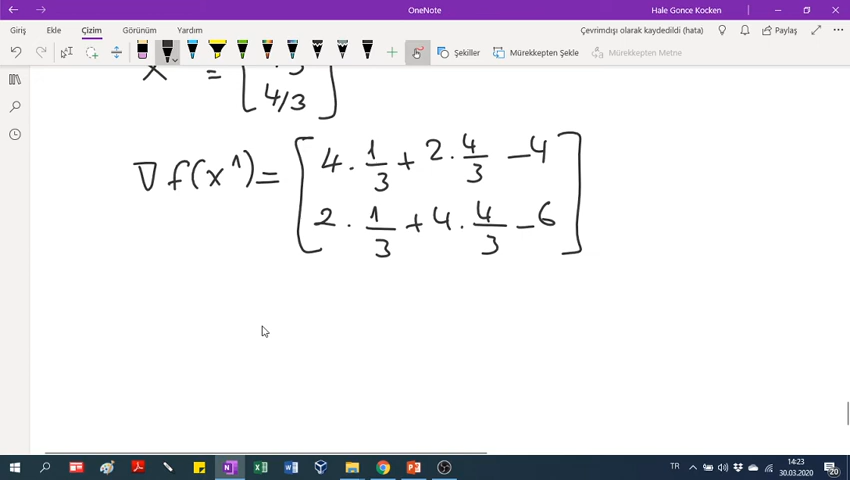 OneNote
Hale Gonce Kocken
Giriş Ekle Çizim Görünüm Yardım
Çevrimdışı olarak kaydedildi (hata) Paylaş
Şekiller Mürekkepten Şekle Mürekkepten Metne
x = [ 4/3 ]
∇f(x¹) = [ 4 · 1/3 + 2 · 4/3 – 4
2 · 1/3 + 4 · 4/3 – 6 ]
TR 14:23
30.03.2020 20